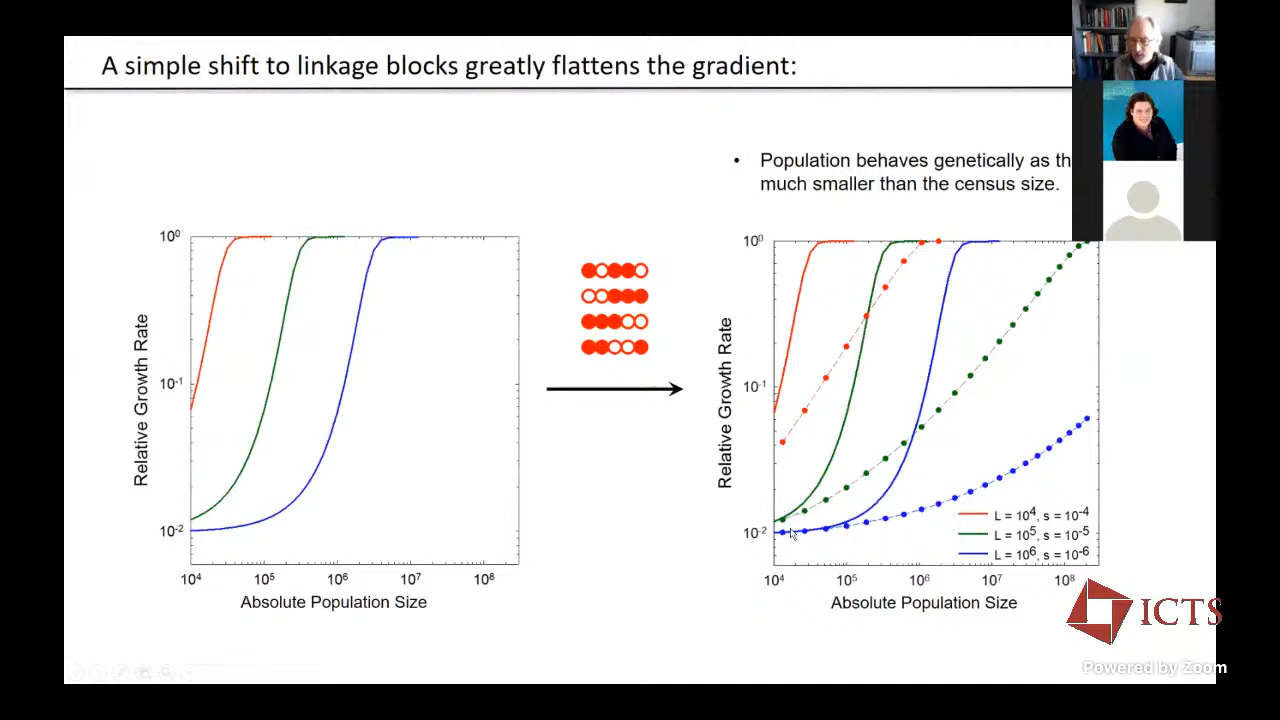 A simple shift to linkage blocks greatly flattens the gradient:
• Population behaves genetically as
much smaller than the census size.
10⁰
10⁻¹
10⁻²
Relative Growth Rate
10⁴ 10⁵ 10⁶ 10⁷ 10⁸
Absolute Population Size
10⁰
10⁻¹
10⁻²
Relative Growth Rate
L = 10⁴, s = 10⁻⁴
L = 10⁵, s = 10⁻⁵
L = 10⁶, s = 10⁻⁶
10⁴ 10⁵ 10⁶ 10⁷ 10⁸
Absolute Population Size
ICTS
Powered by Zoom